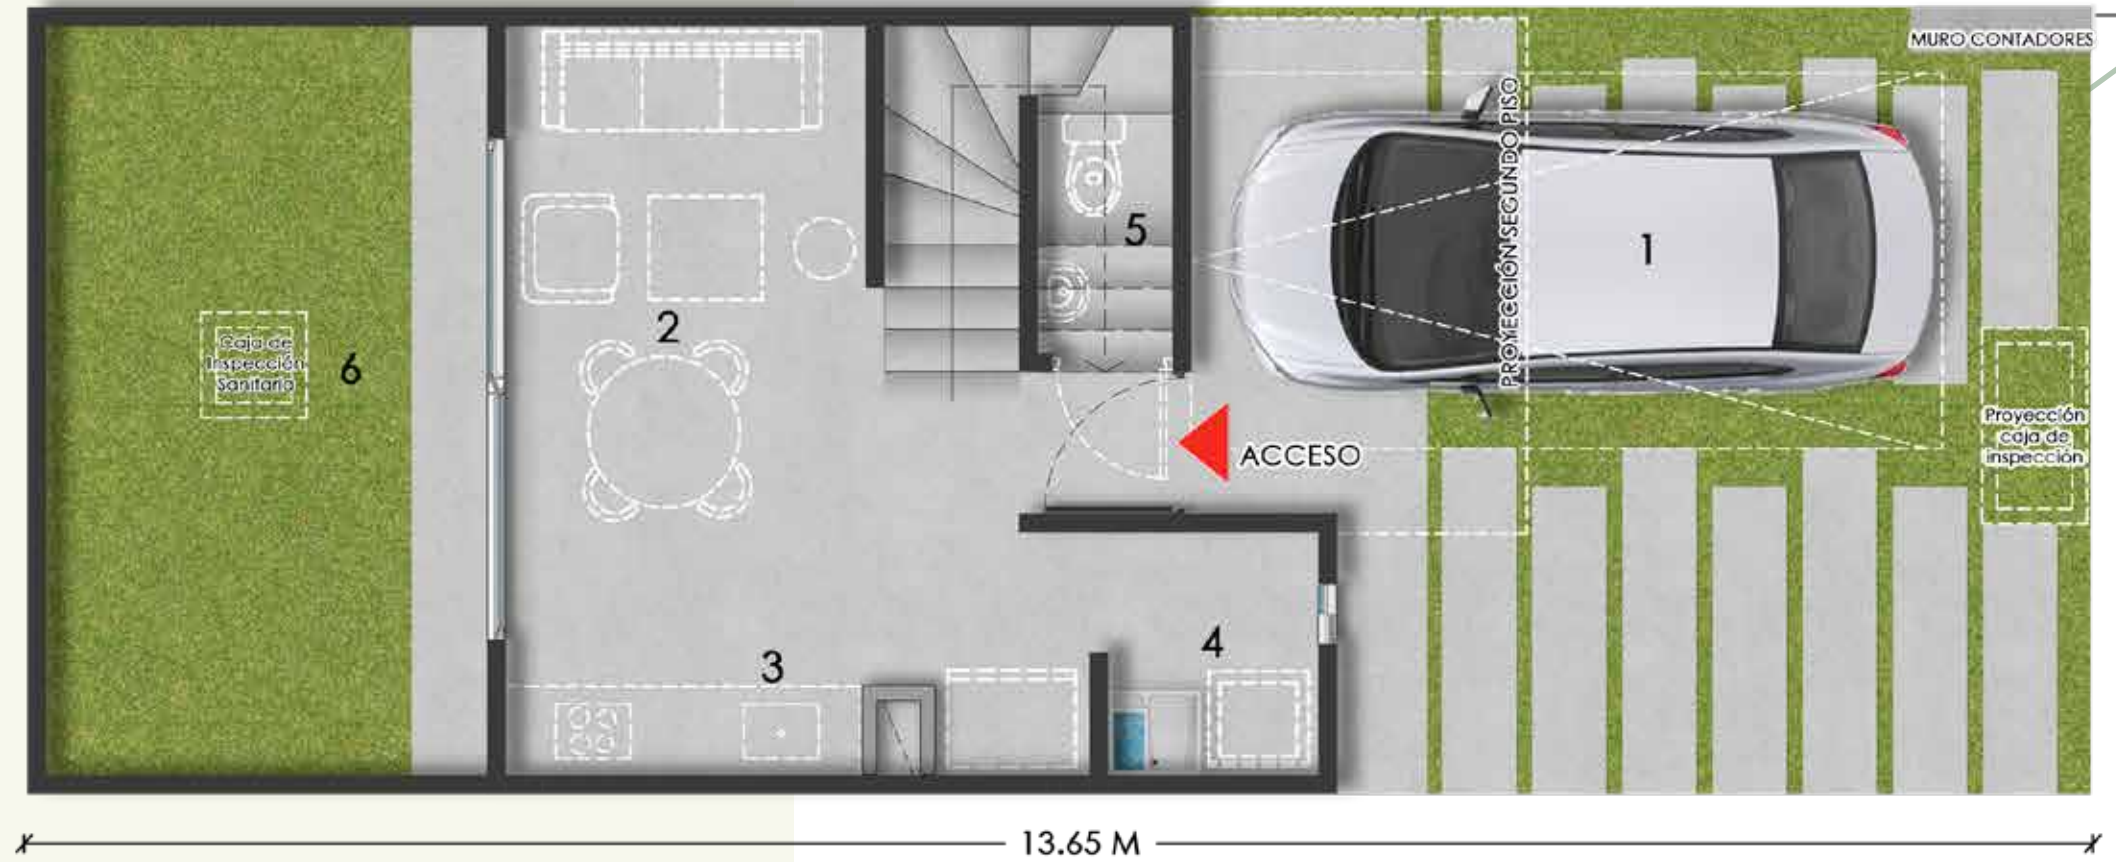 MURO CONTADORES
PROYECCIÓN SEGUNDO PISO
1
5
2
6
Caja de
Inspección
Sanitaria
ACCESO
Proyección
caja de
inspección
3
4
13.65 M